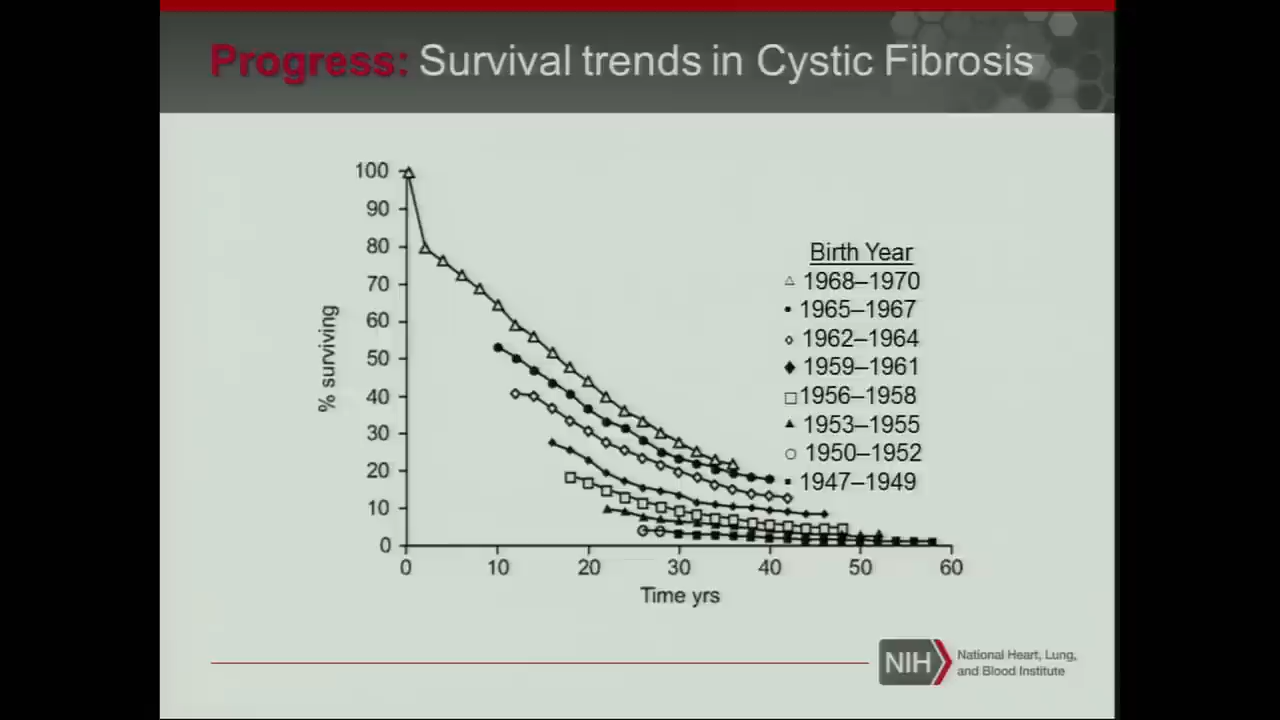 Progress: Survival trends in Cystic Fibrosis
100
90
80
70
60
50
40
30
20
10
0
% surviving
0 10 20 30 40 50 60
Time yrs
Birth Year
1968–1970
1965–1967
1962–1964
1959–1961
1956–1958
1953–1955
1950–1952
1947–1949
NIH
National Heart, Lung,
and Blood Institute